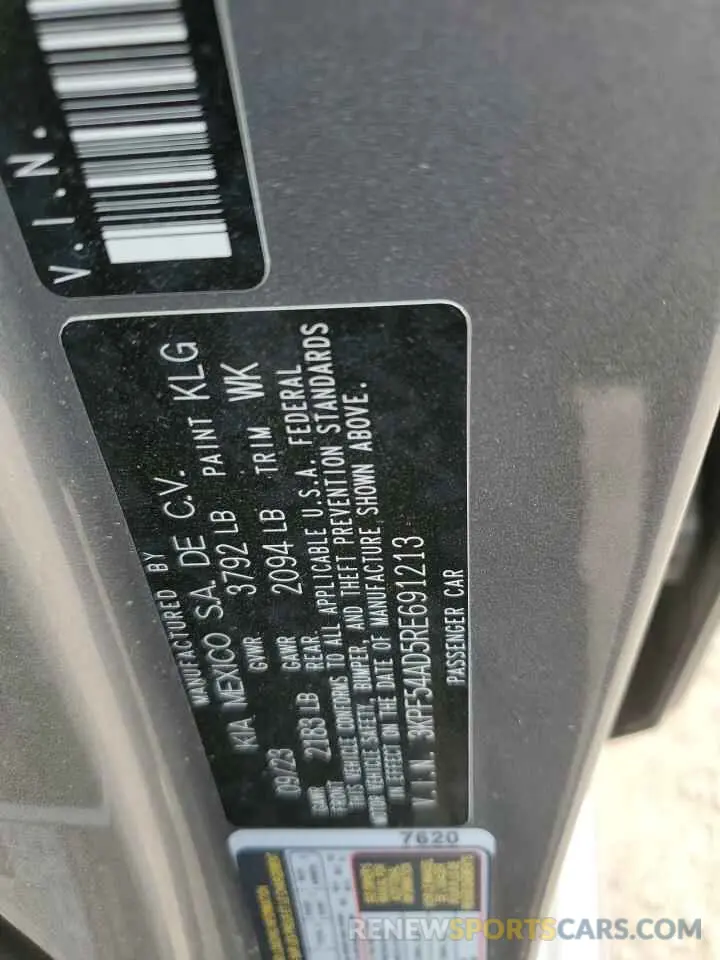 V.I.N.
MANUFACTURED BY
KIA MEXICO S.A. DE C.V.
09/23 GVWR 3792 LB PAINT KLG
GAWR FRONT 2183 LB GAWR REAR 2094 LB TRIM WK
THIS VEHICLE CONFORMS TO ALL APPLICABLE U.S.A. FEDERAL
MOTOR VEHICLE SAFETY, BUMPER, AND THEFT PREVENTION STANDARDS
IN EFFECT ON THE DATE OF MANUFACTURE SHOWN ABOVE.
V.I.N. 3KPF54AD5RE691213
PASSENGER CAR
7620
RENEWSPORTSCARS.COM